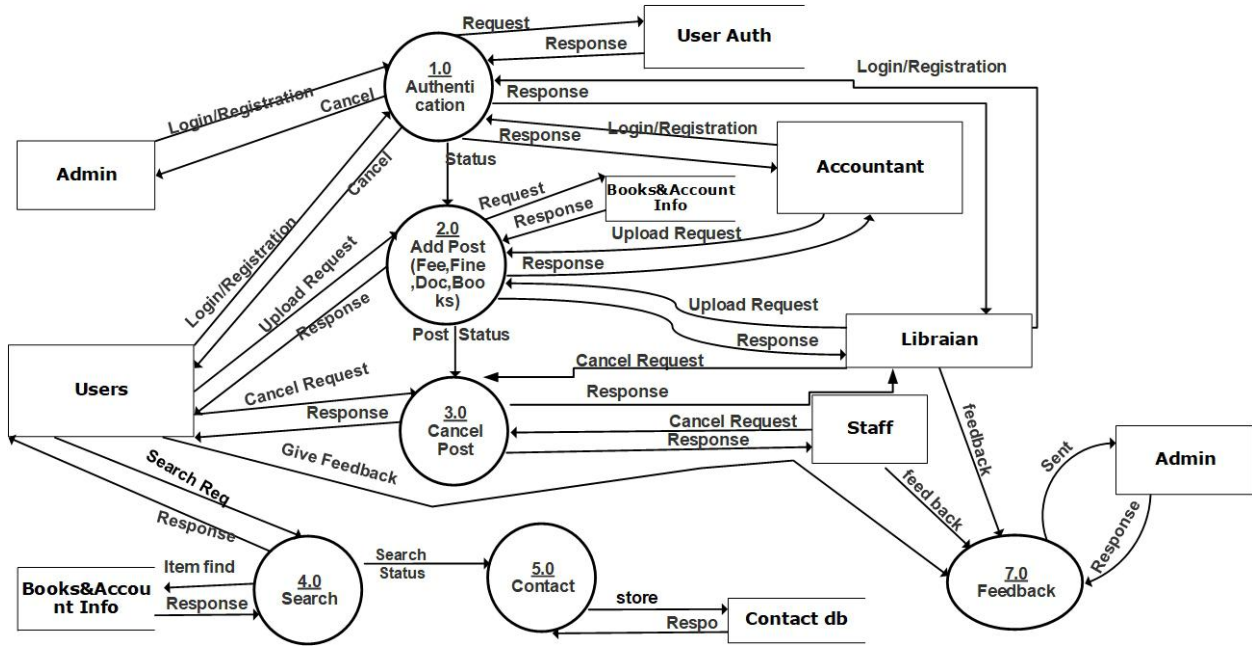 Request
User Auth
Response
Login/Registration
1.0
Authenti
cation
Response
Login/Registration
Cancel
Login/Registration
Response
Admin
Accountant
Cancel
Status
Request
Books&Account
Info
Response
2.0
Add Post
(Fee,Fine
,Doc,Boo
ks)
Upload Request
Response
Login/Registration
Upload Request
Response
Upload Request
Post Status
Response
Libraian
Users
Cancel Request
Cancel Request
Response
Response
3.0
Cancel
Post
Cancel Request
Response
Staff
feedback
Give Feedback
Search Req
Response
feed back
Sent
Admin
Response
Item find
Search
Status
5.0
Contact
4.0
Search
7.0
Feedback
Books&Accou
nt Info
Response
store
Respo
Contact db